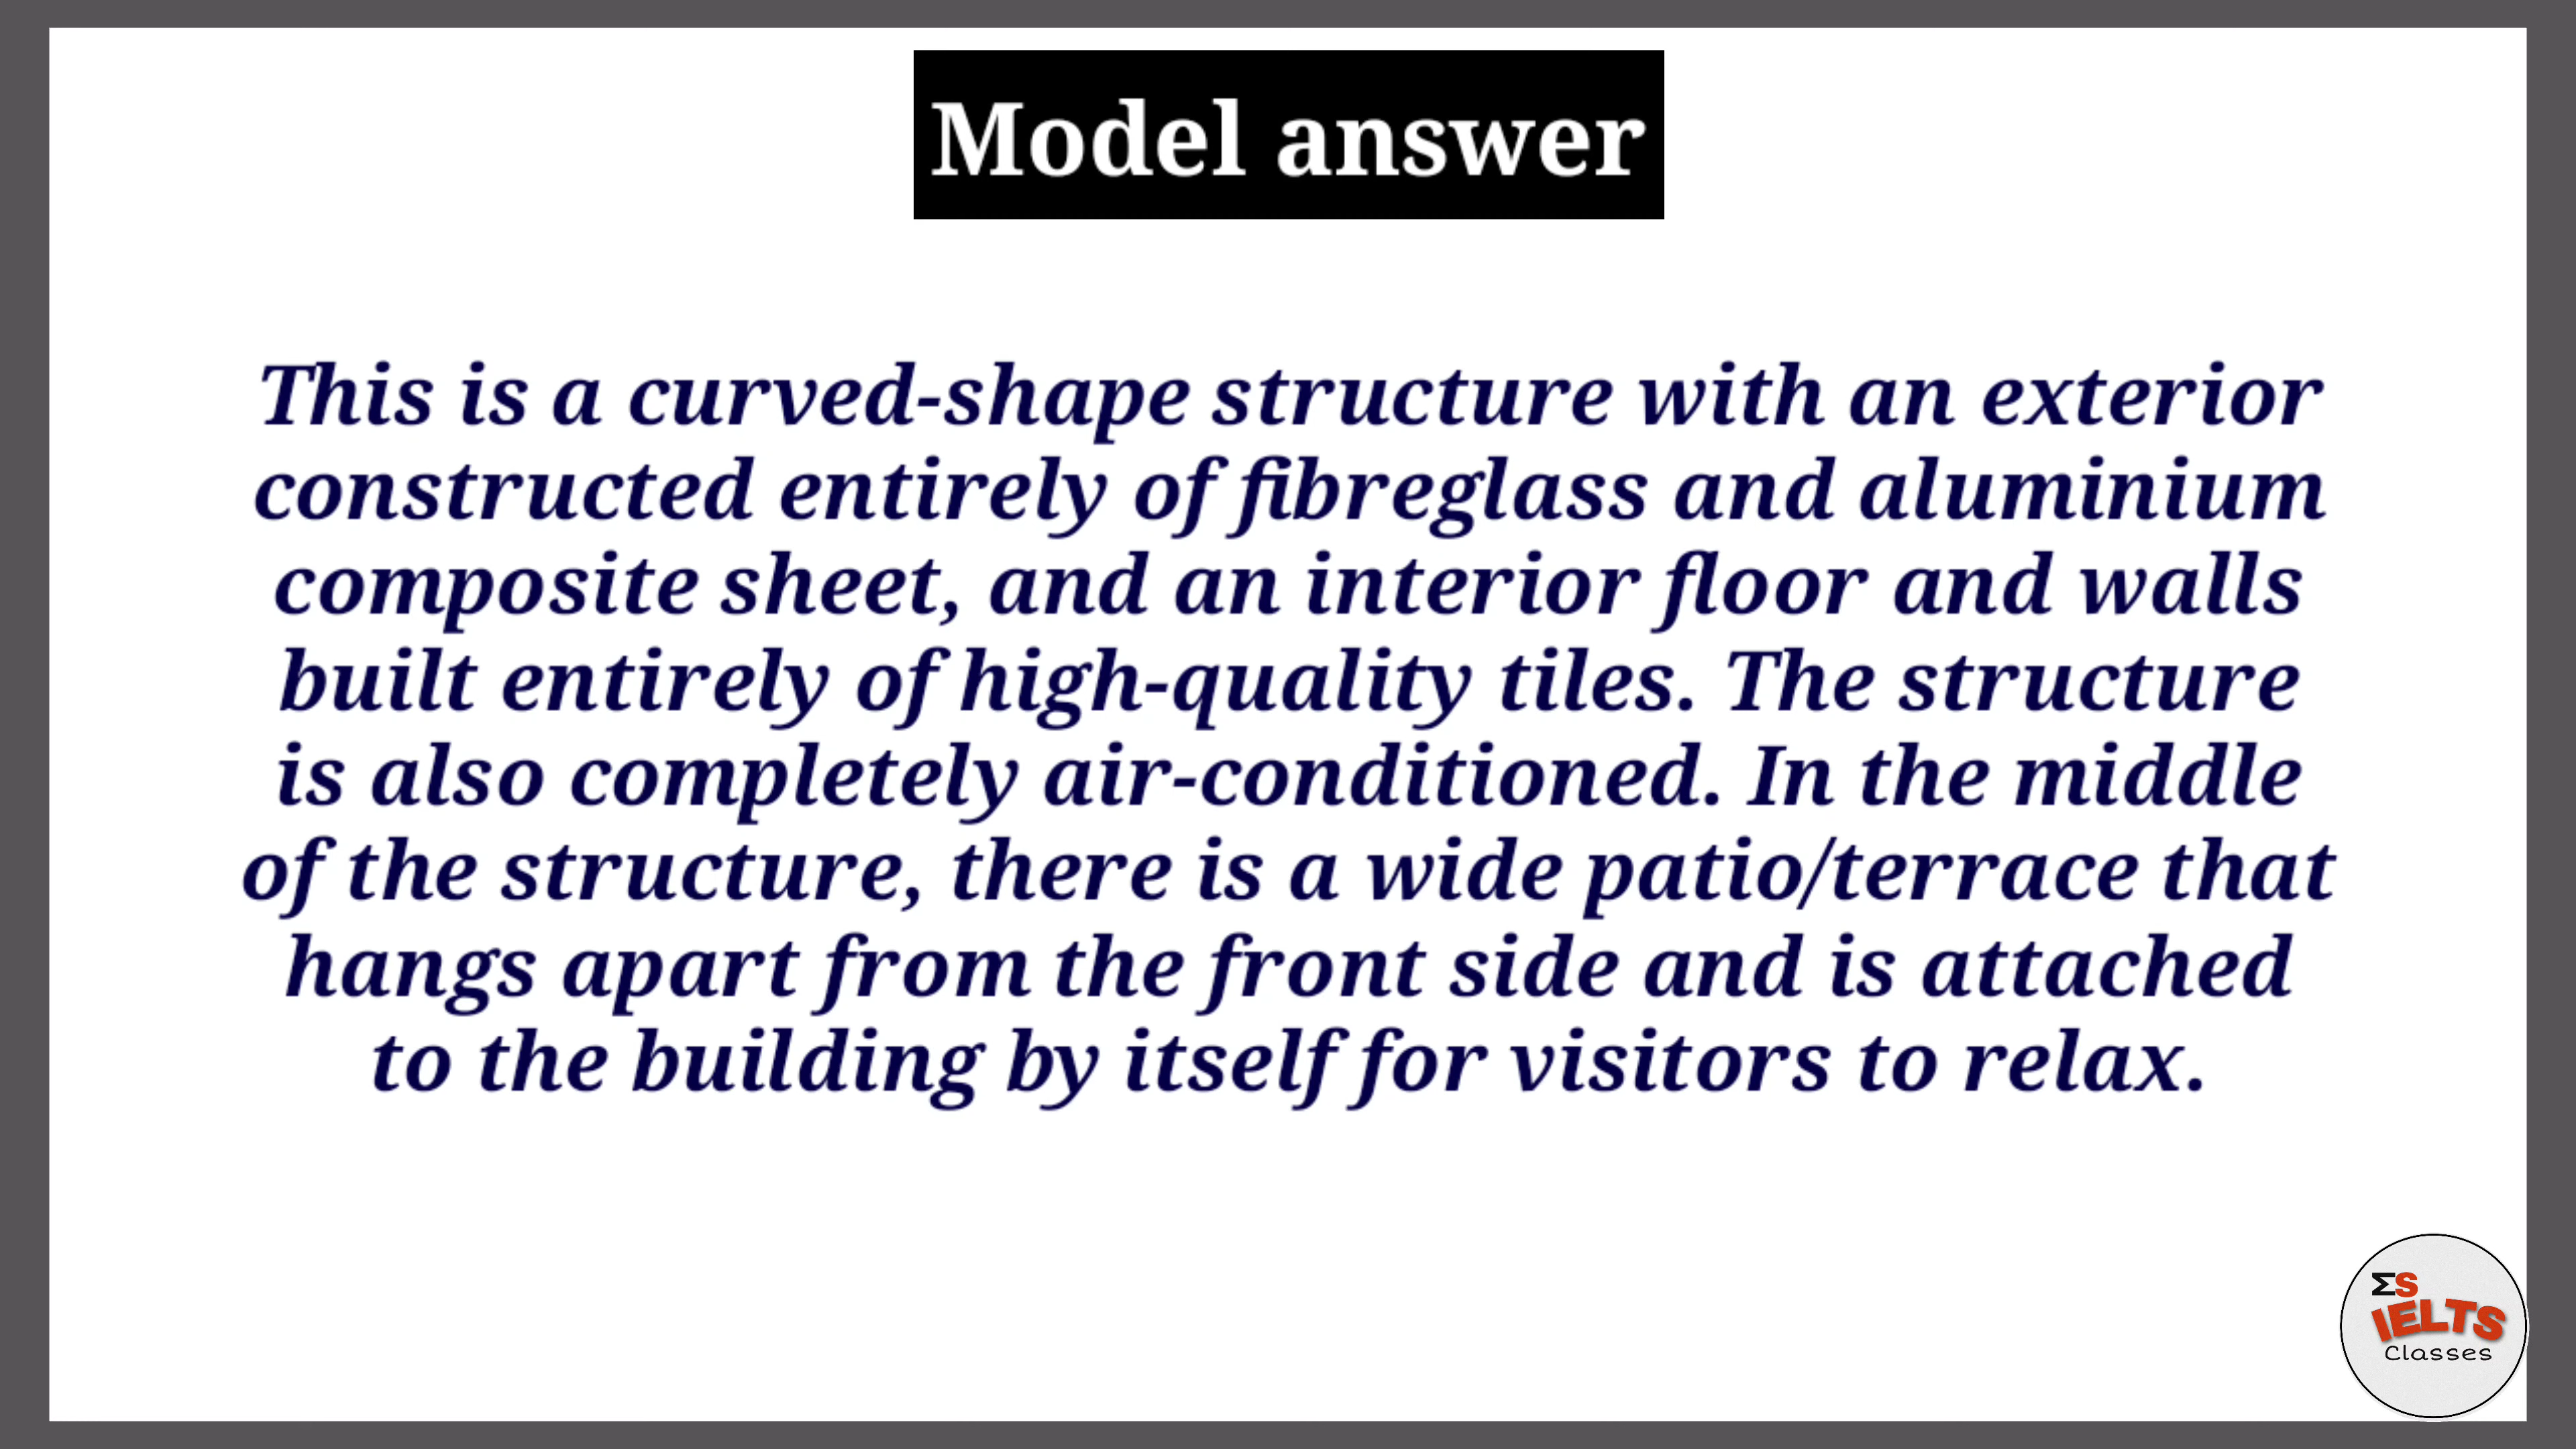 Model answer
This is a curved-shape structure with an exterior
constructed entirely of fibreglass and aluminium
composite sheet, and an interior floor and walls
built entirely of high-quality tiles. The structure
is also completely air-conditioned. In the middle
of the structure, there is a wide patio/terrace that
hangs apart from the front side and is attached
to the building by itself for visitors to relax.
ΣS
IELTS
Classes